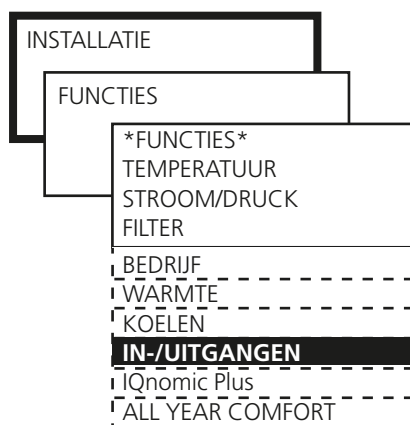 INSTALLATIE
FUNCTIES
*FUNCTIES*
TEMPERATUUR
STROOM/DRUCK
FILTER
BEDRIJF
WARMTE
KOELEN
IN-/UITGANGEN
IQnomic Plus
ALL YEAR COMFORT